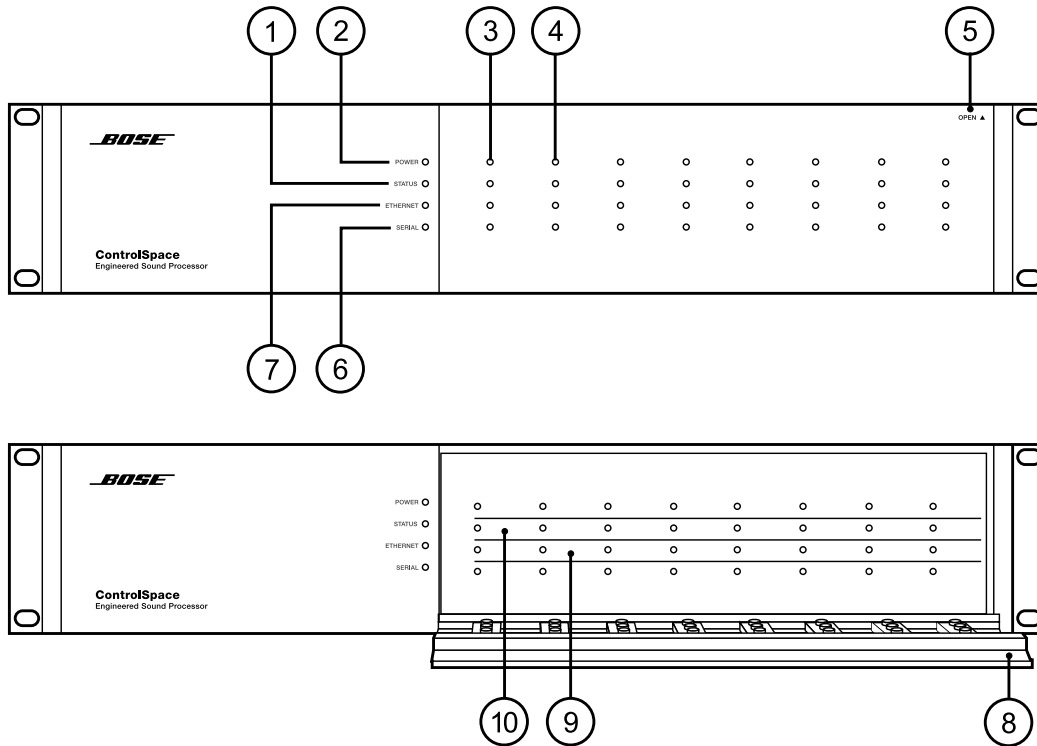 1 2 3 4 5
OPEN ▲
BOSE
POWER
STATUS
ETHERNET
SERIAL
ControlSpace
Engineered Sound Processor
7 6
BOSE
POWER
STATUS
ETHERNET
SERIAL
ControlSpace
Engineered Sound Processor
10 9 8